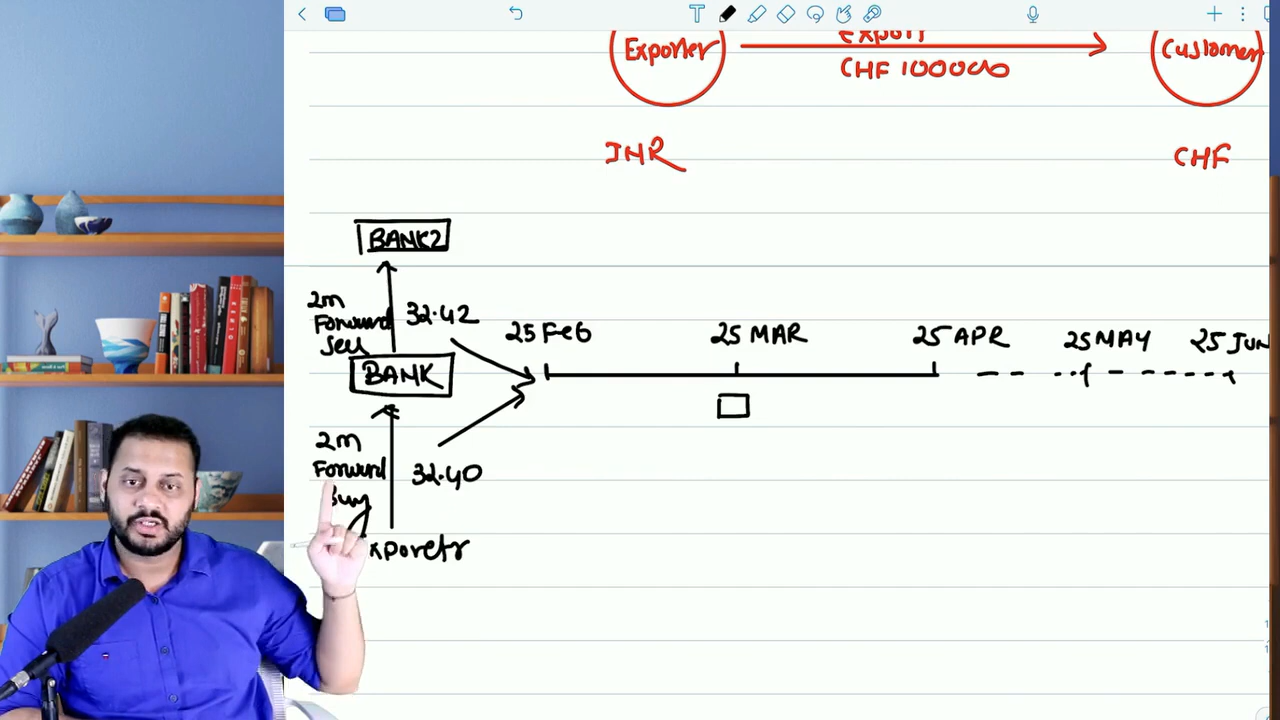 Exporter
export
Customer
CHF 100000
INR
CHF
BANK2
2m
Forward
Sell
32.42
25 Feb
25 MAR
25 APR
25 MAY
25 JUN
BANK
2m
Forward
Buy
32.40